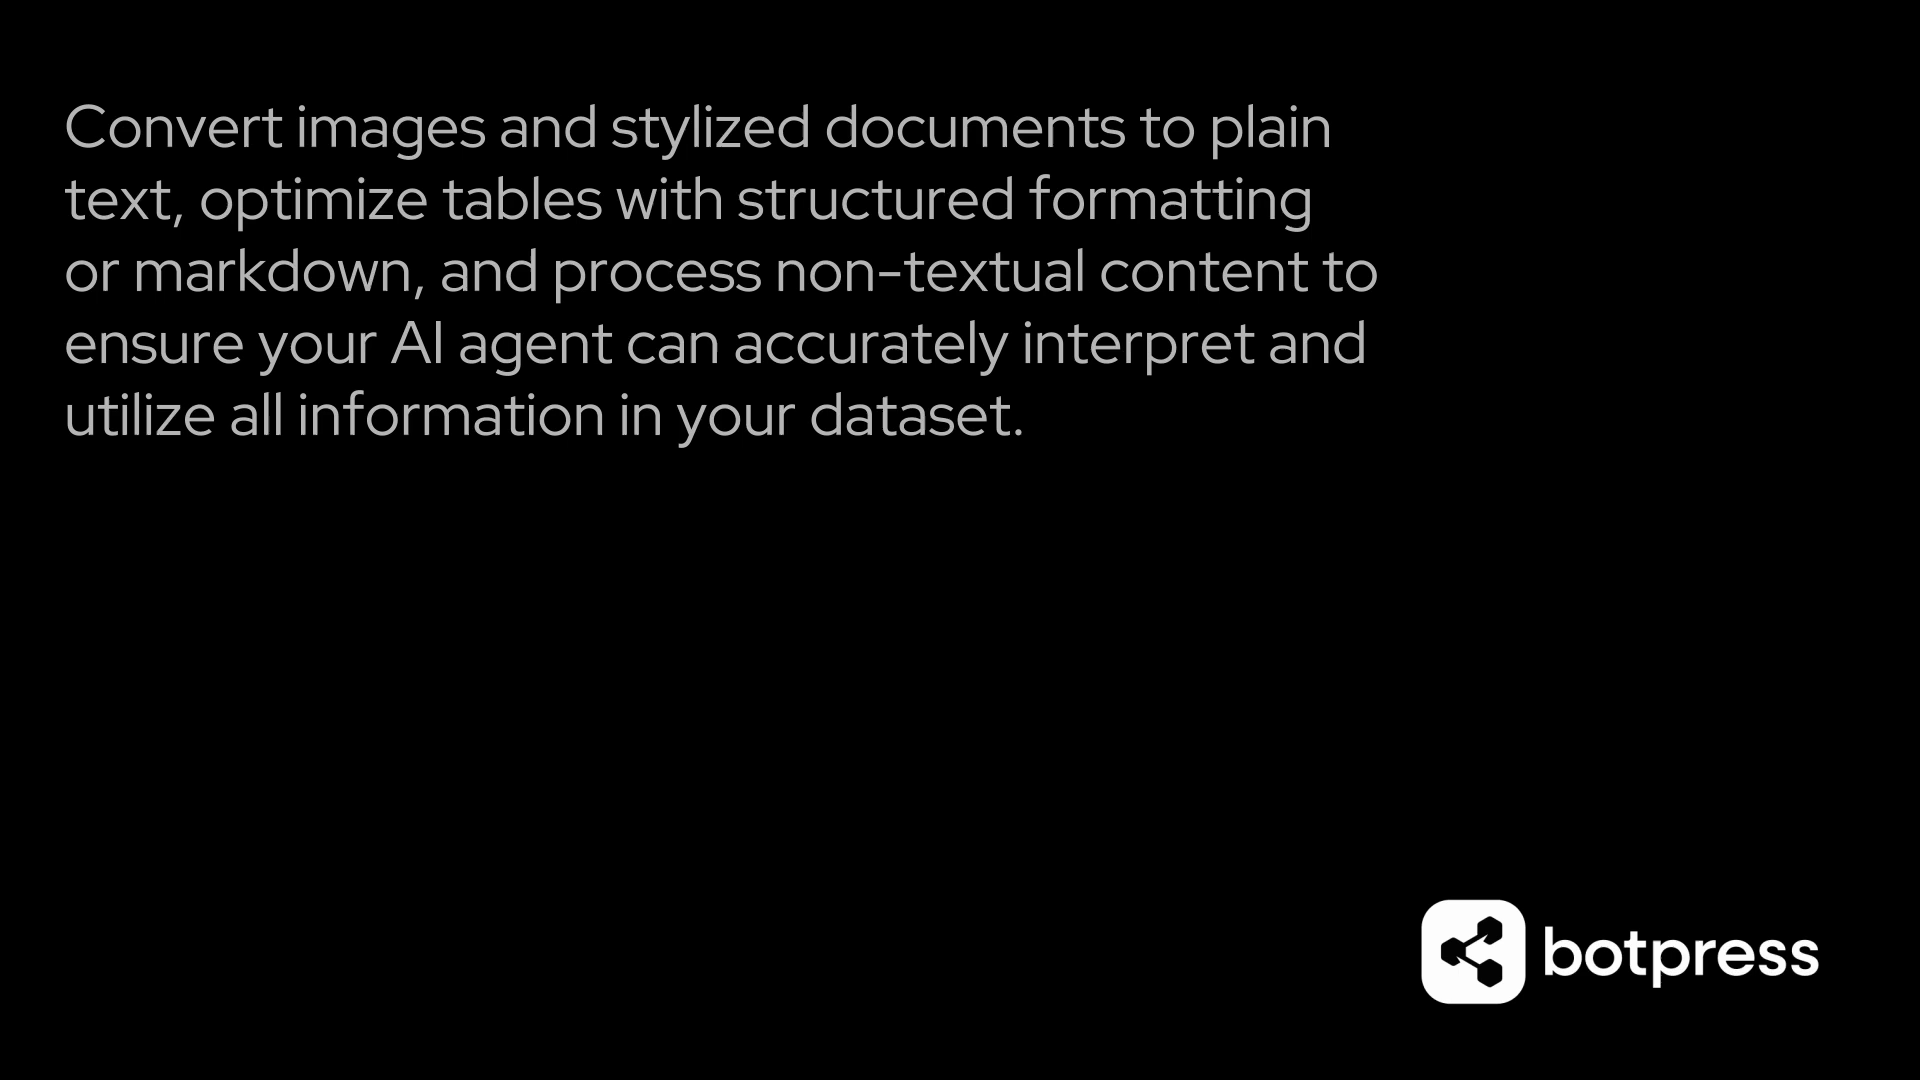 Convert images and stylized documents to plain
text, optimize tables with structured formatting
or markdown, and process non-textual content to
ensure your AI agent can accurately interpret and
utilize all information in your dataset.
botpress